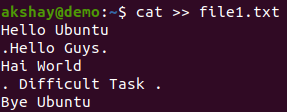 akshay@demo:~$ cat >> file1.txt
Hello Ubuntu
.Hello Guys.
Hai World
. Difficult Task .
Bye Ubuntu